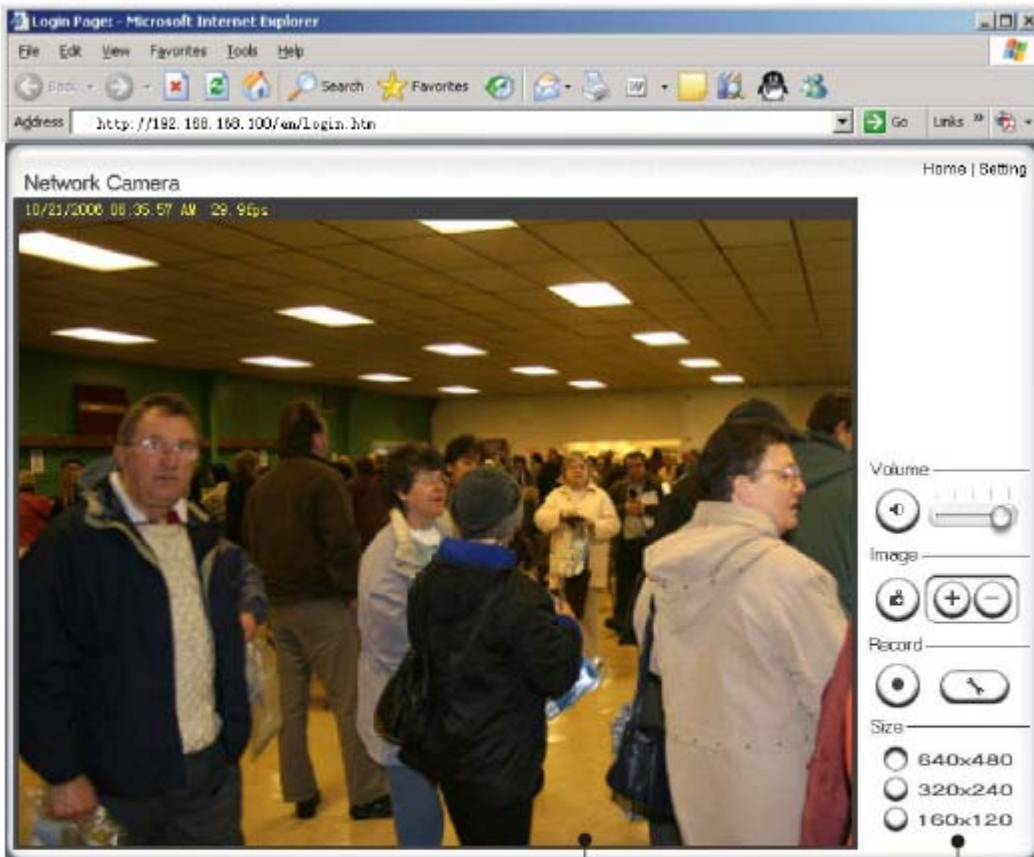 Login Page: - Microsoft Internet Explorer
File Edit View Favorites Tools Help
Back Search Favorites
Address http://192.168.168.100/en/login.htm Go Links »
Home | Setting
Network Camera
10/21/2006 06:35:57 AM 29.9fps
Volume
Image
Record
Size
640x480
320x240
160x120